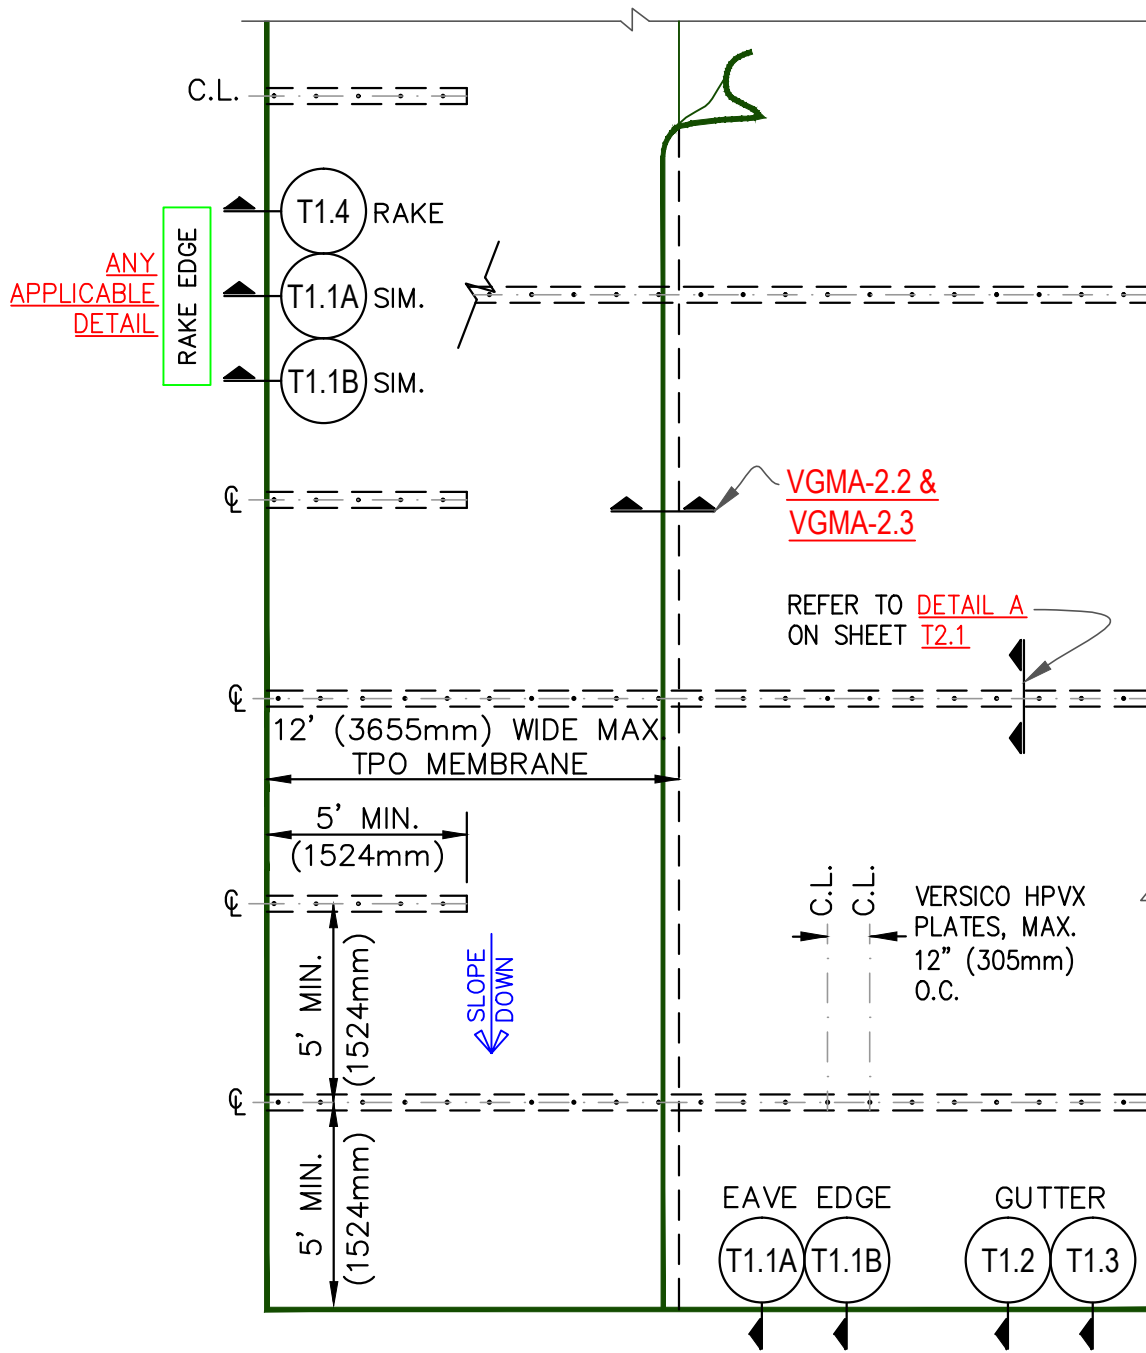 C.L.
T1.4 RAKE
RAKE EDGE
ANY
APPLICABLE
DETAIL
T1.1A SIM.
T1.1B SIM.
℄
VGMA-2.2 &
VGMA-2.3
REFER TO DETAIL A
ON SHEET T2.1
℄
12' (3655mm) WIDE MAX.
TPO MEMBRANE
5' MIN.
(1524mm)
℄
C.L.
C.L.
VERSICO HPVX
PLATES, MAX.
12" (305mm)
O.C.
5' MIN.
(1524mm)
SLOPE
DOWN
℄
5' MIN.
(1524mm)
EAVE EDGE
GUTTER
T1.1A
T1.1B
T1.2
T1.3